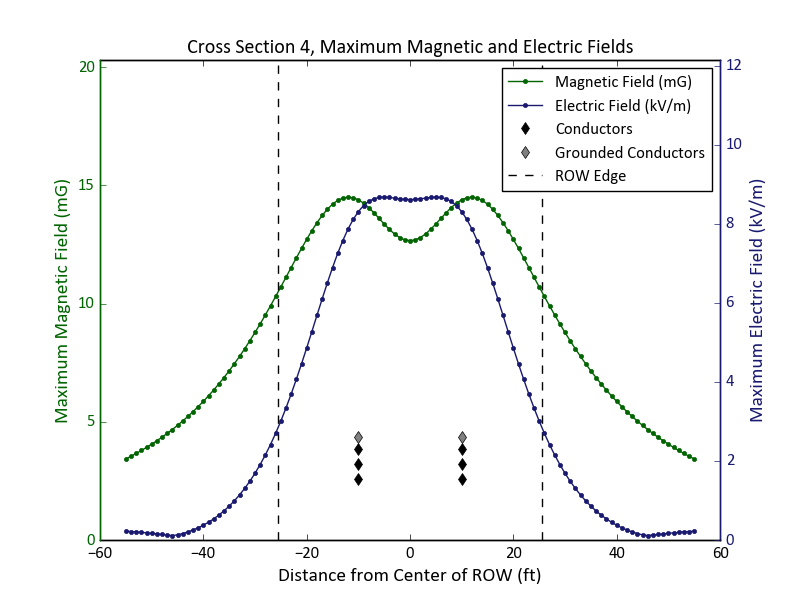 Cross Section 4, Maximum Magnetic and Electric Fields
Magnetic Field (mG)
Electric Field (kV/m)
Conductors
Grounded Conductors
ROW Edge
Maximum Magnetic Field (mG)
20
15
10
5
0
Maximum Electric Field (kV/m)
12
10
8
6
4
2
0
−60 −40 −20 0 20 40 60
Distance from Center of ROW (ft)